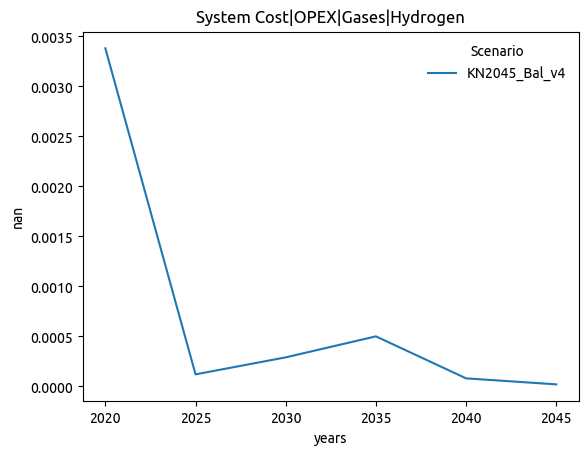 System Cost|OPEX|Gases|Hydrogen
0.0035
0.0030
0.0025
0.0020
0.0015
0.0010
0.0005
0.0000
nan
Scenario
KN2045_Bal_v4
2020 2025 2030 2035 2040 2045
years